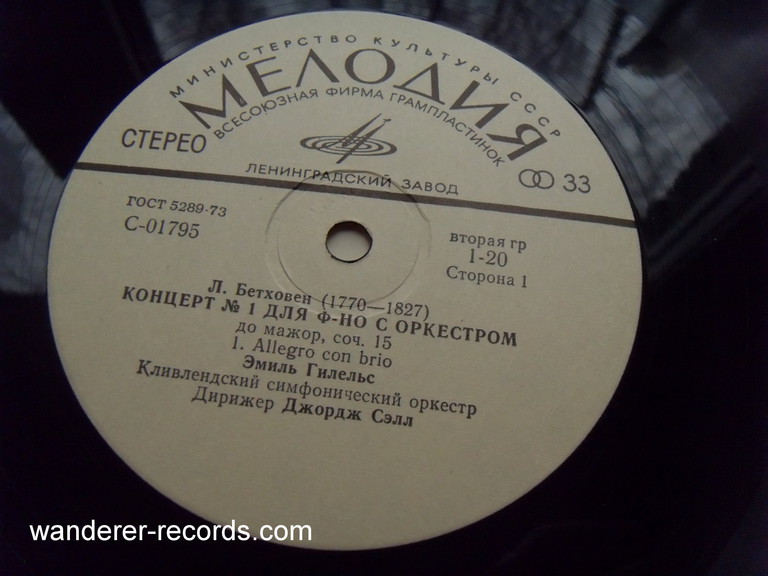 МИНИСТЕРСТВО КУЛЬТУРЫ СССР
МЕЛОДИЯ
ВСЕСОЮЗНАЯ ФИРМА ГРАМПЛАСТИНОК
СТЕРЕО
ЛЕНИНГРАДСКИЙ ЗАВОД
33
ГОСТ 5289-73
С-01795
вторая гр
1-20
Сторона 1
Л. Бетховен (1770—1827)
КОНЦЕРТ № 1 ДЛЯ Ф-НО С ОРКЕСТРОМ
до мажор, соч. 15
1. Allegro con brio
Эмиль Гилельс
Кливлендский симфонический оркестр
Дирижер Джордж Сэлл
wanderer-records.com